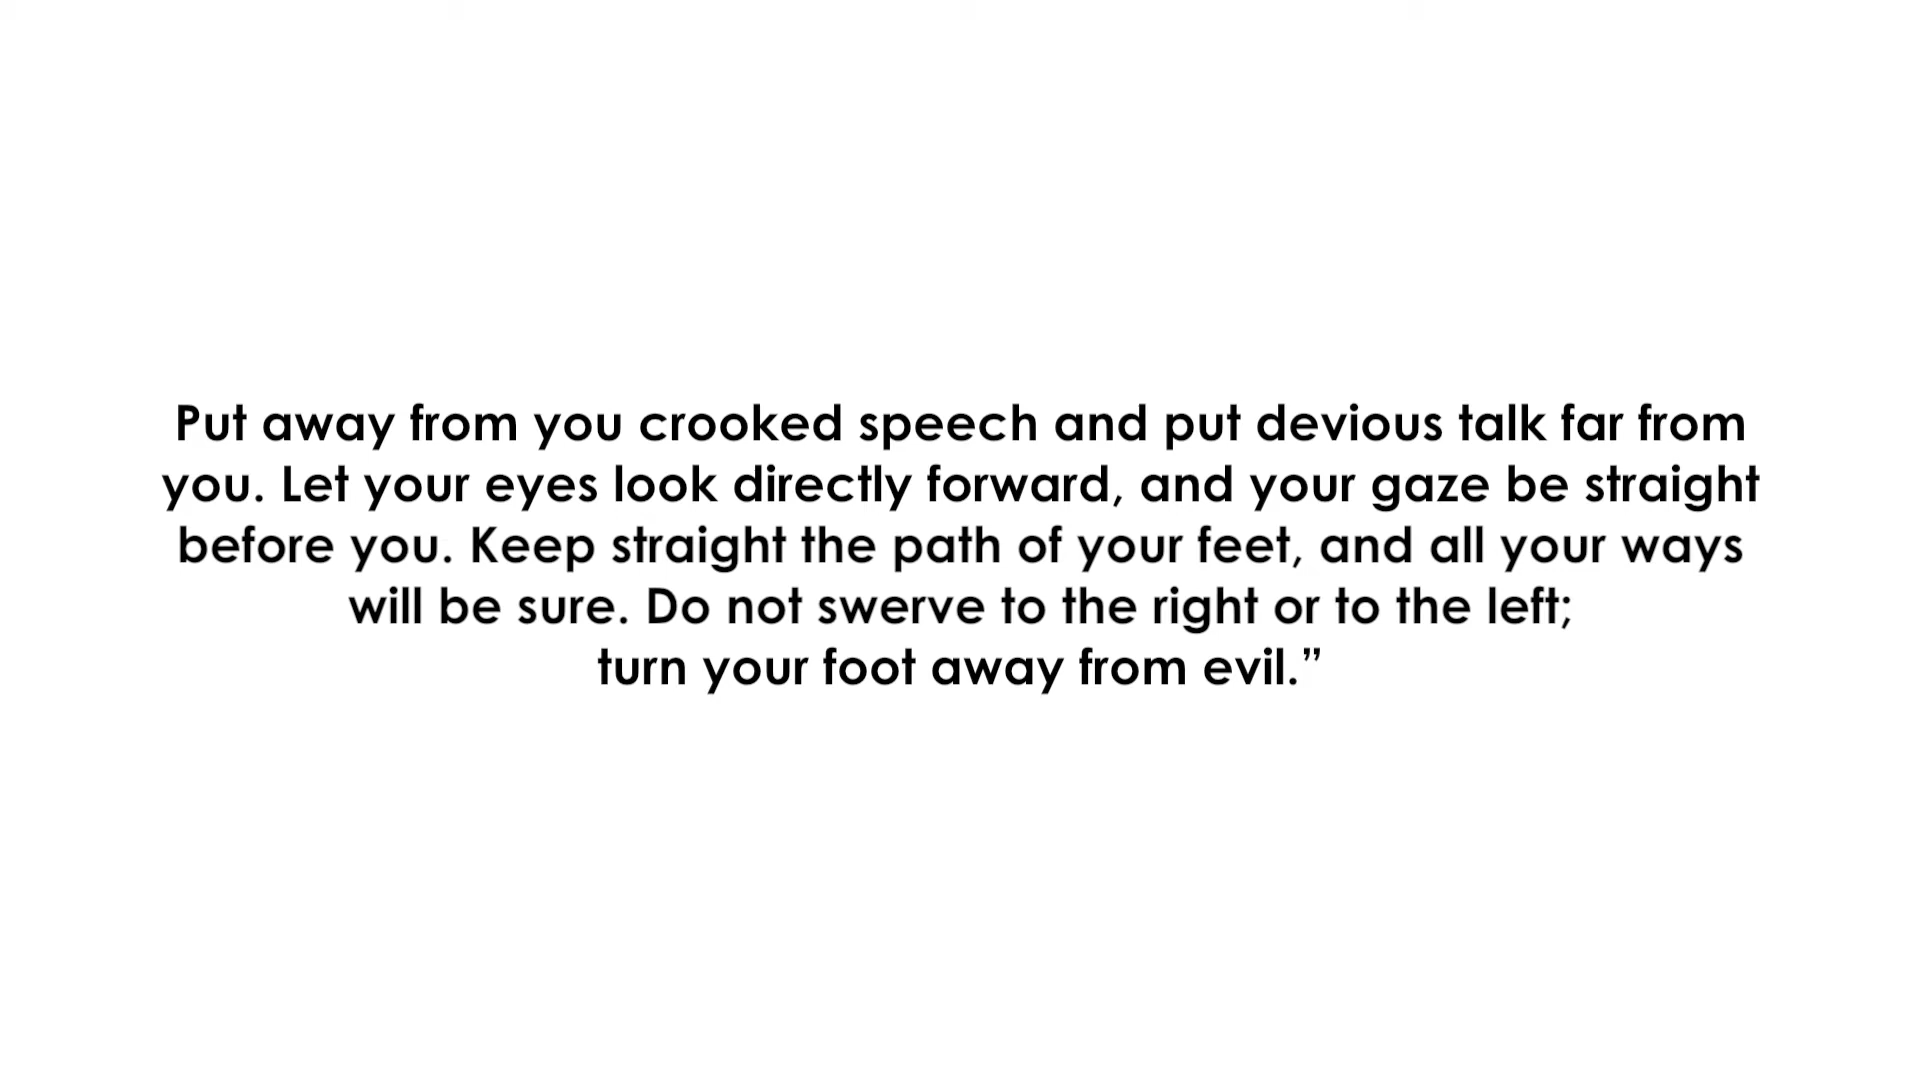 Put away from you crooked speech and put devious talk far from
you. Let your eyes look directly forward, and your gaze be straight
before you. Keep straight the path of your feet, and all your ways
will be sure. Do not swerve to the right or to the left;
turn your foot away from evil.”